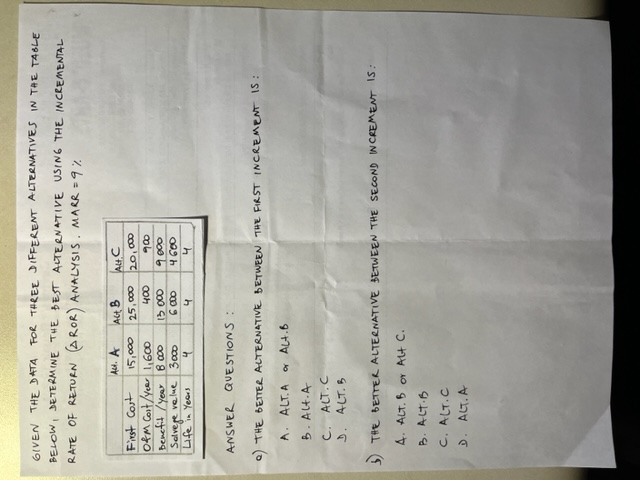 GIVEN THE DATA FOR THREE DIFFERENT ALTERNATIVES IN THE TABLE
BELOW, DETERMINE THE BEST ALTERNATIVE USING THE INCREMENTAL
RATE OF RETURN (Δ ROR) ANALYSIS. MARR = 9%
Alt. A Alt. B Alt. C
First Cost 15,000 25,000 20,000
O&M Cost/Year 1,600 400 900
Benefit/Year 8 000 13 000 9 000
Salvege value 3 000 6 000 4 600
Life in Years 4 4 4
ANSWER QUESTIONS:
a) THE BETTER ALTERNATIVE BETWEEN THE FIRST INCREMENT IS:
A. ALT. A or ALT. B
B. Alt. A
C. ALT. C
D. ALT. B
b) THE BETTER ALTERNATIVE BETWEEN THE SECOND INCREMENT IS:
A. ALT. B or Alt C.
B. ALT. B
C. ALT. C
D. ALT. A